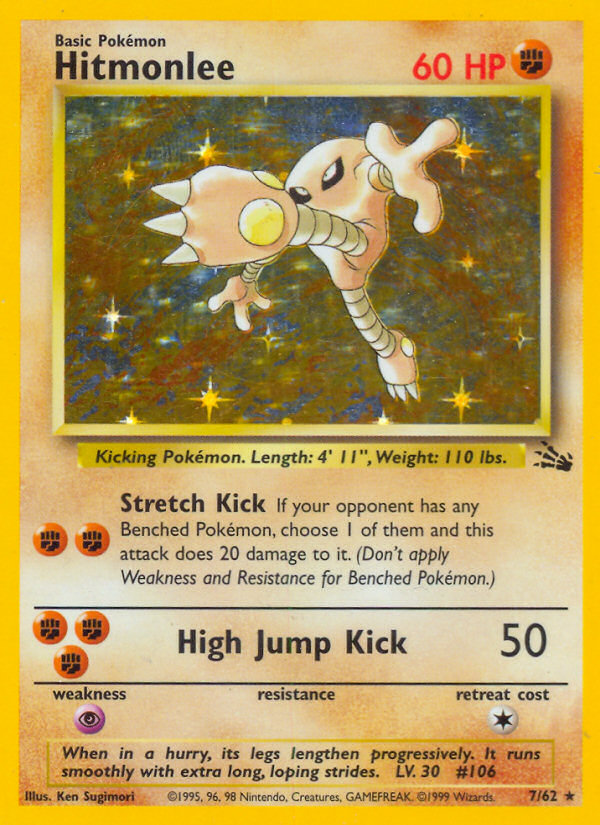 Basic Pokémon
Hitmonlee
60 HP
Kicking Pokémon. Length: 4' 11", Weight: 110 lbs.
Stretch Kick If your opponent has any
Benched Pokémon, choose 1 of them and this
attack does 20 damage to it. (Don't apply
Weakness and Resistance for Benched Pokémon.)
High Jump Kick 50
weakness resistance retreat cost
When in a hurry, its legs lengthen progressively. It runs
smoothly with extra long, loping strides. LV. 30 #106
Illus. Ken Sugimori ©1995, 96, 98 Nintendo, Creatures, GAMEFREAK. ©1999 Wizards. 7/62 ★